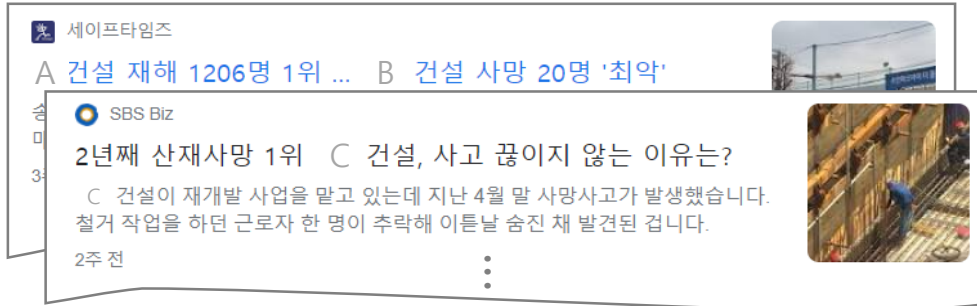 세이프타임즈
A 건설 재해 1206명 1위 ... B 건설 사망 20명 '최악'
송
SBS Biz
2년째 산재사망 1위 C 건설, 사고 끊이지 않는 이유는?
C 건설이 재개발 사업을 맡고 있는데 지난 4월 말 사망사고가 발생했습니다.
철거 작업을 하던 근로자 한 명이 추락해 이튿날 숨진 채 발견된 겁니다.
2주 전